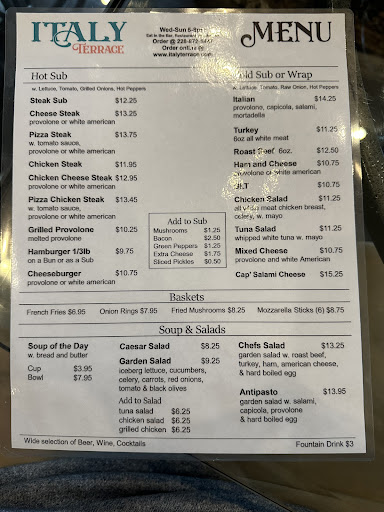 ITALY
TERRACE
MENU
Wed-Sun
Eat in the Bar, Restaurant
Order @
Order
www.italyterrace.com
Hot Sub
w. Lettuce, Tomato, Grilled Onions, Hot Peppers
Steak Sub $12.25
Cheese Steak $13.25
provolone or white american
Pizza Steak $13.75
w. tomato sauce,
provolone or white american
Chicken Steak $11.95
Chicken Cheese Steak $12.95
provolone or white american
Pizza Chicken Steak $13.45
w. tomato sauce,
provolone or white american
Grilled Provolone $10.25
melted provolone
Hamburger 1/3lb $9.75
on a Bun or as a Sub
Cheeseburger $10.75
provolone or white american
Add to Sub
Mushrooms $1.25
Bacon $2.50
Green Peppers $1.25
Extra Cheese $1.75
Sliced Pickles $0.50
Sub or Wrap
w. Lettuce, Tomato, Raw Onion, Hot Peppers
Italian $14.25
provolone, capicola, salami,
mortadella
Turkey $11.25
6oz all white meat
Roast Beef 6oz. $12.50
Ham and Cheese $10.75
provolone or white american
$10.75
Chicken Salad $11.25
all white meat chicken breast,
celery, w. mayo
Tuna Salad $11.25
whipped white tuna w. mayo
Mixed Cheese $10.75
provolone and white American
Cap' Salami Cheese $15.25
Baskets
French Fries $6.95 Onion Rings $7.95 Fried Mushrooms $8.25 Mozzarella Sticks (6) $8.75
Soup & Salads
Soup of the Day
w. bread and butter
Cup $3.95
Bowl $7.95
Caesar Salad $8.25
Garden Salad $9.25
iceberg lettuce, cucumbers,
celery, carrots, red onions,
tomato & black olives
Add to Salad
tuna salad $6.25
chicken salad $6.25
grilled chicken $6.25
Chefs Salad $13.25
garden salad w. roast beef,
turkey, ham, american cheese,
& hard boiled egg
Antipasto $13.95
garden salad w. salami,
capicola, provolone
& hard boiled egg
Wide selection of Beer, Wine, Cocktails
Fountain Drink $3